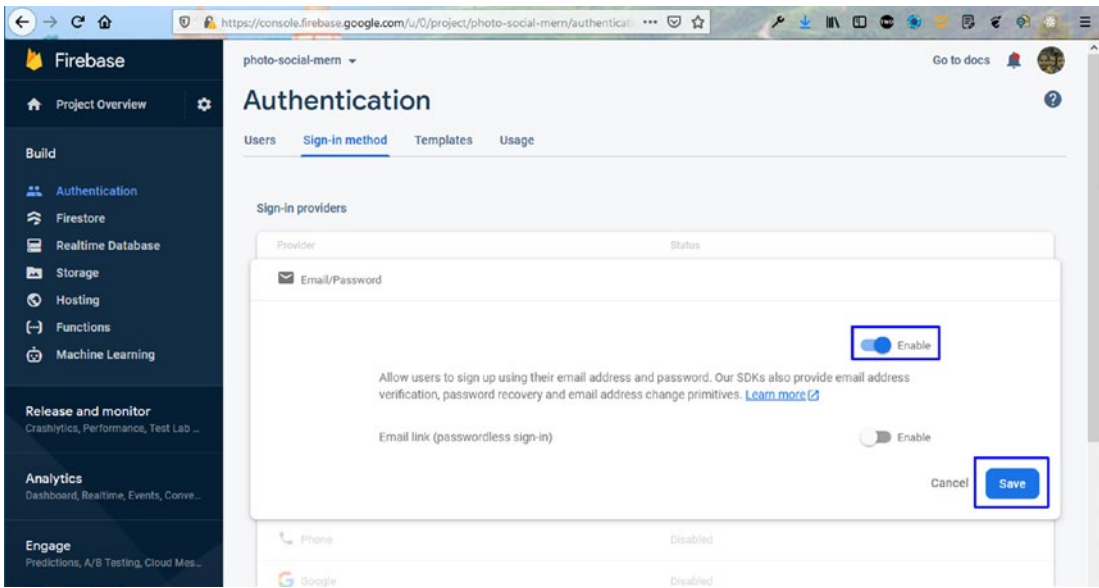 https://console.firebase.google.com/u/0/project/photo-social-mern/authenticati
Firebase
photo-social-mern
Go to docs
Project Overview
Authentication
Users Sign-in method Templates Usage
Build
Authentication
Firestore
Realtime Database
Storage
Hosting
Functions
Machine Learning
Release and monitor
Crashlytics, Performance, Test Lab ...
Analytics
Dashboard, Realtime, Events, Conve...
Engage
Predictions, A/B Testing, Cloud Mes...
Sign-in providers
Provider Status
Email/Password
Enable
Allow users to sign up using their email address and password. Our SDKs also provide email address
verification, password recovery and email address change primitives. Learn more
Email link (passwordless sign-in) Enable
Cancel Save
Phone Disabled
Google Disabled